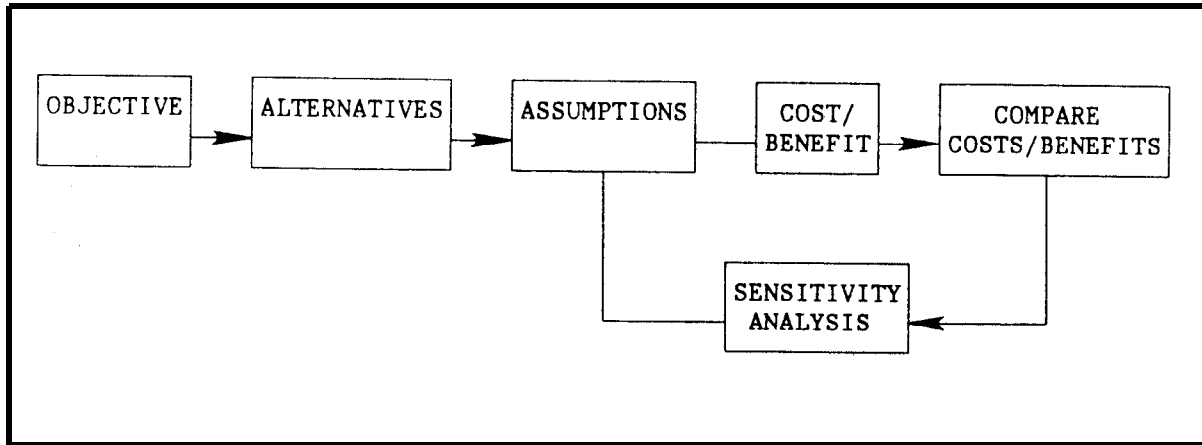 OBJECTIVE
ALTERNATIVES
ASSUMPTIONS
COST/
BENEFIT
COMPARE
COSTS/BENEFITS
SENSITIVITY
ANALYSIS